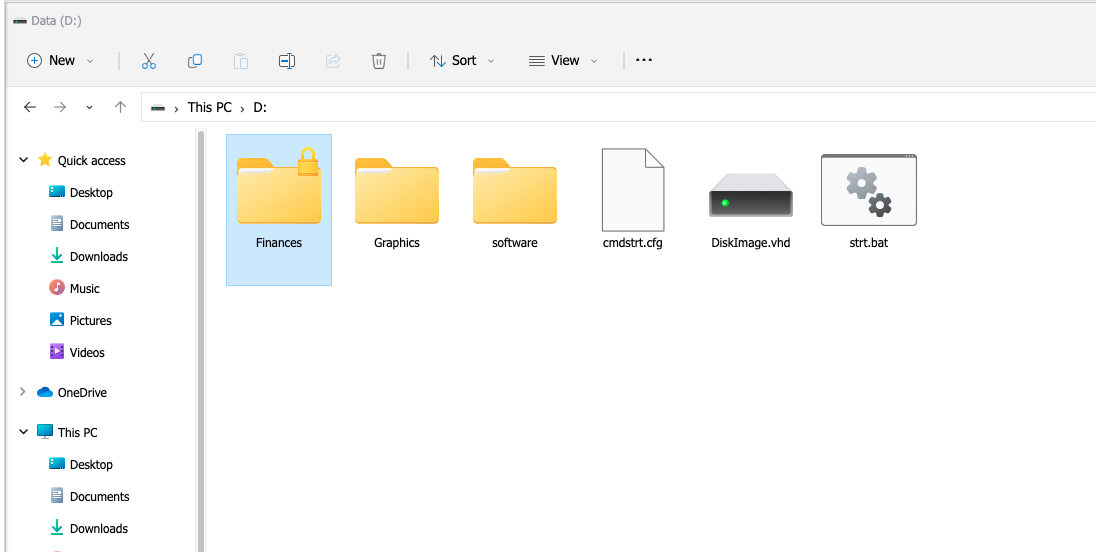 Data (D:)
New Sort View ...
This PC D:
Quick access
Desktop
Documents
Downloads
Music
Pictures
Videos
OneDrive
This PC
Desktop
Documents
Downloads
Finances Graphics software cmdstrt.cfg DiskImage.vhd strt.bat